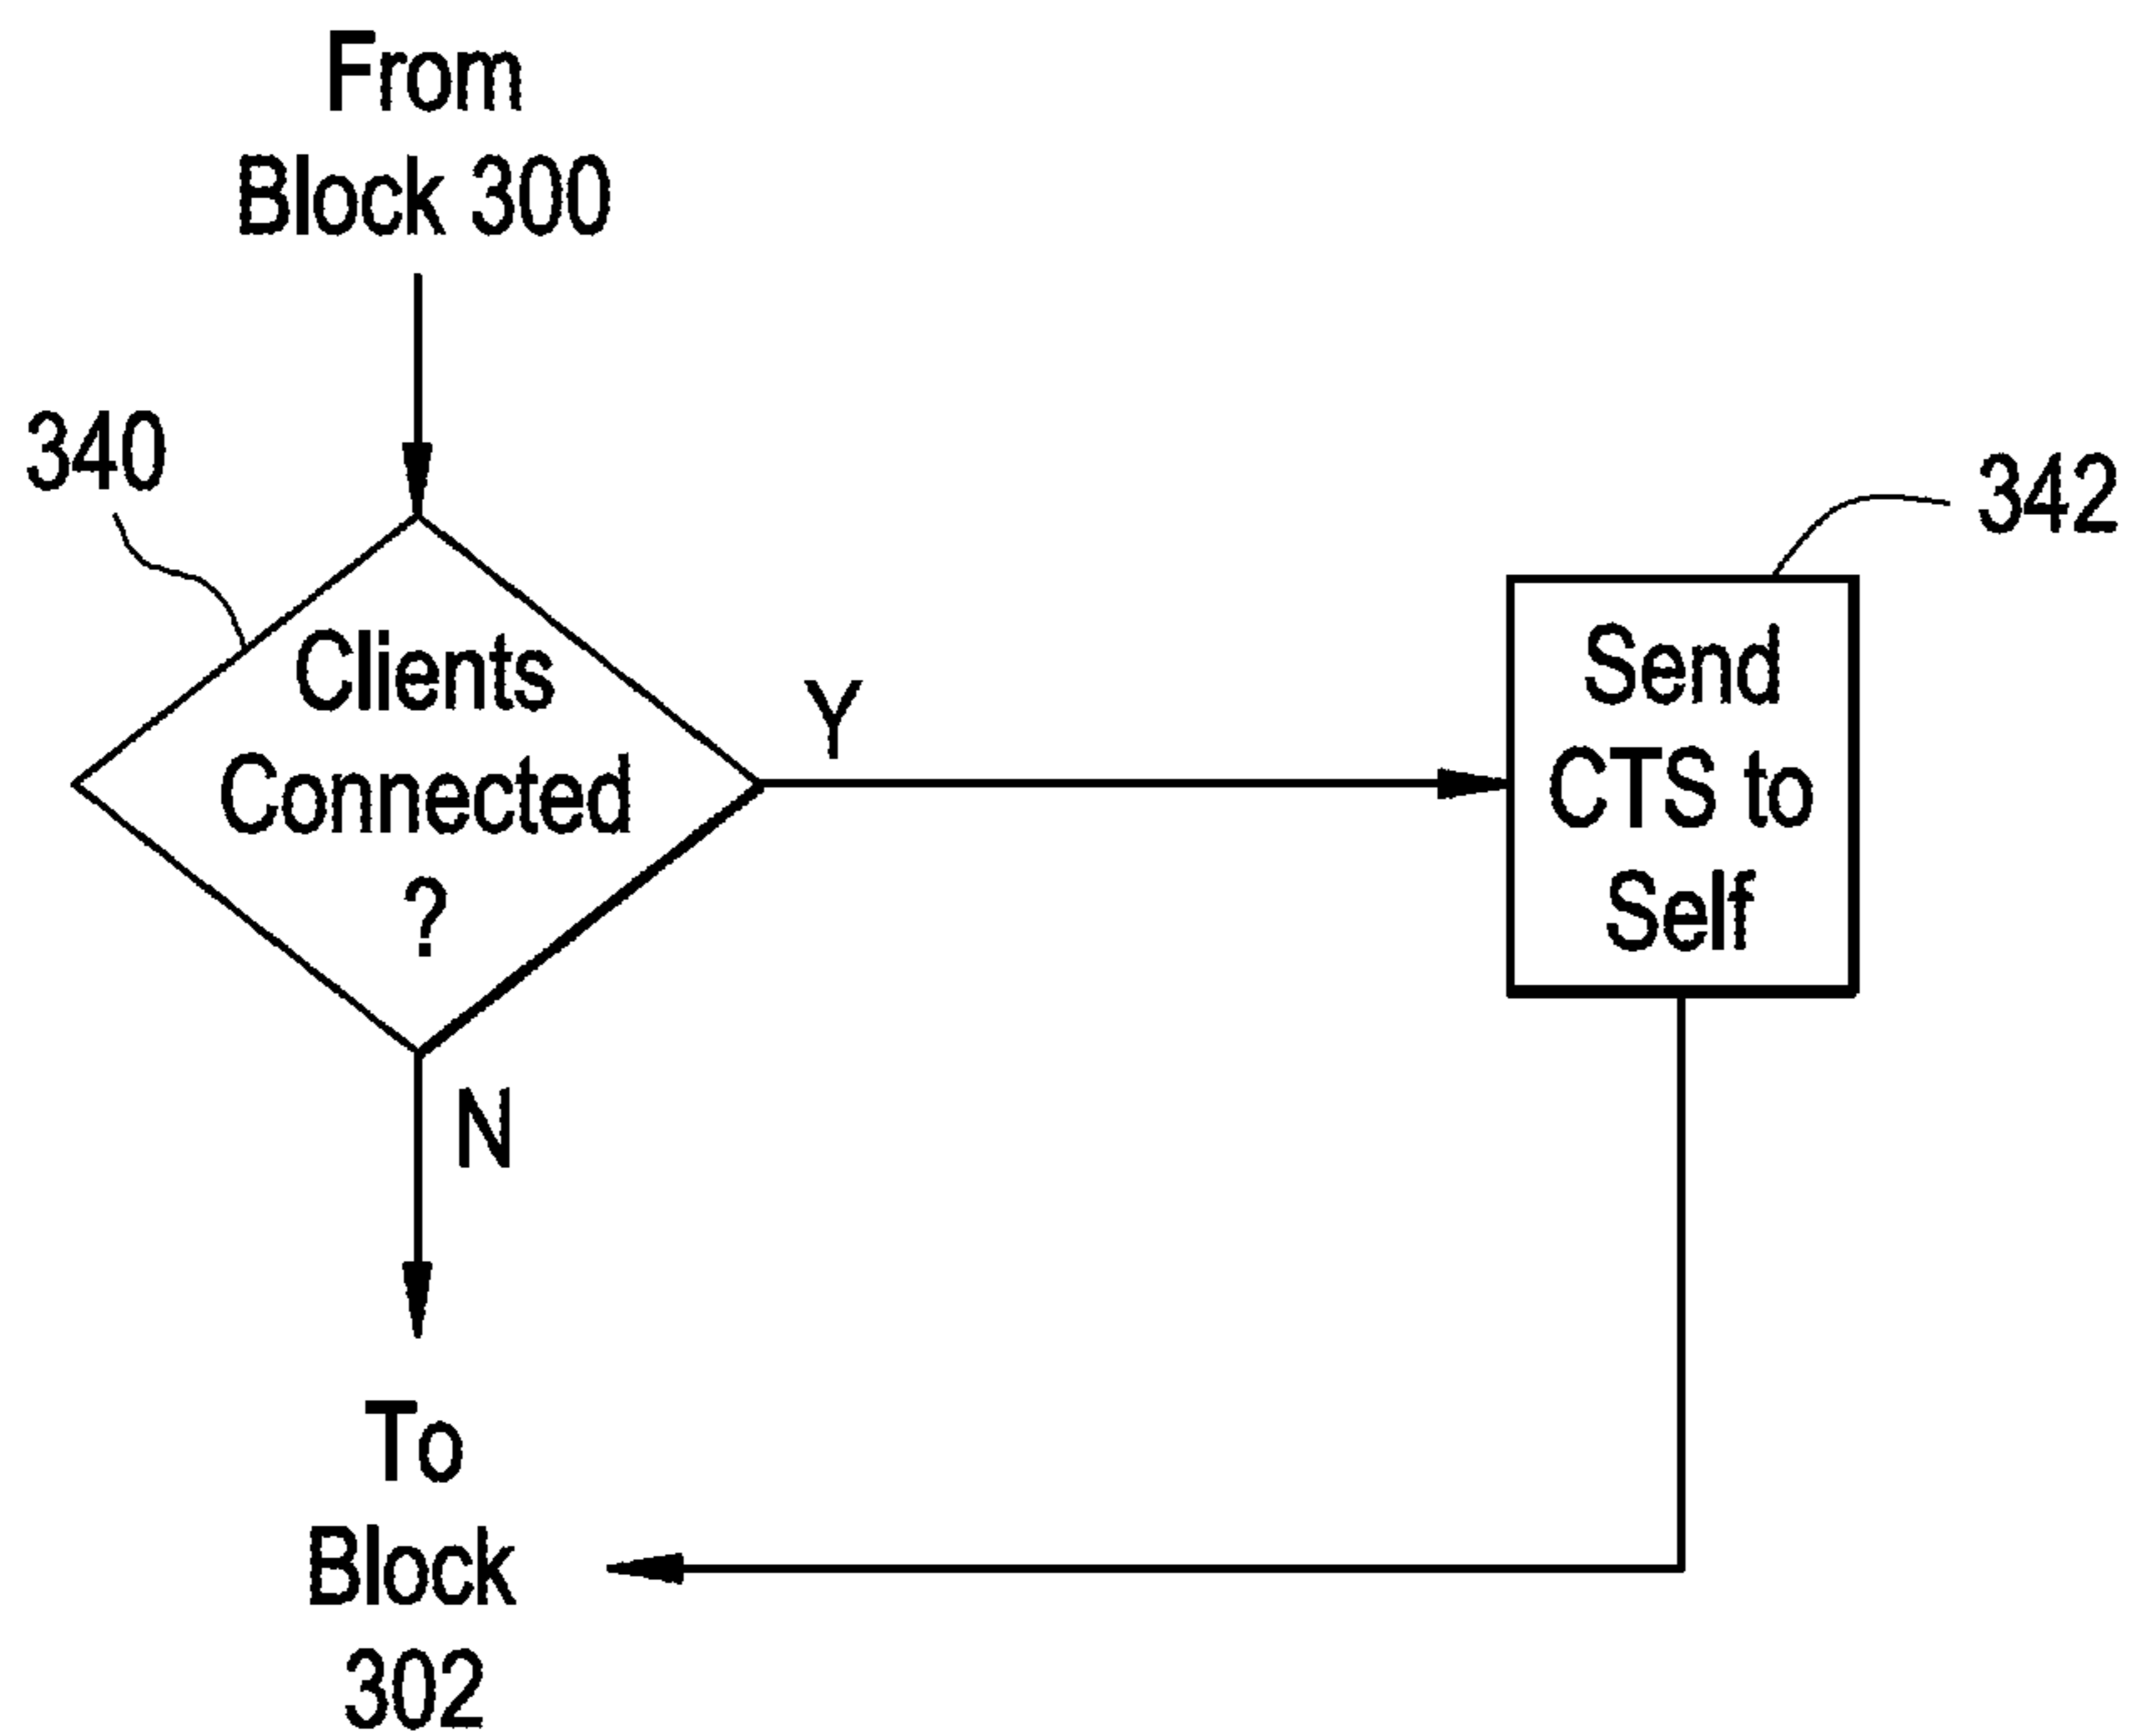 From
Block 300
340
342
Clients
Connected
?
Y
Send
CTS to
Self
N
To
Block
302